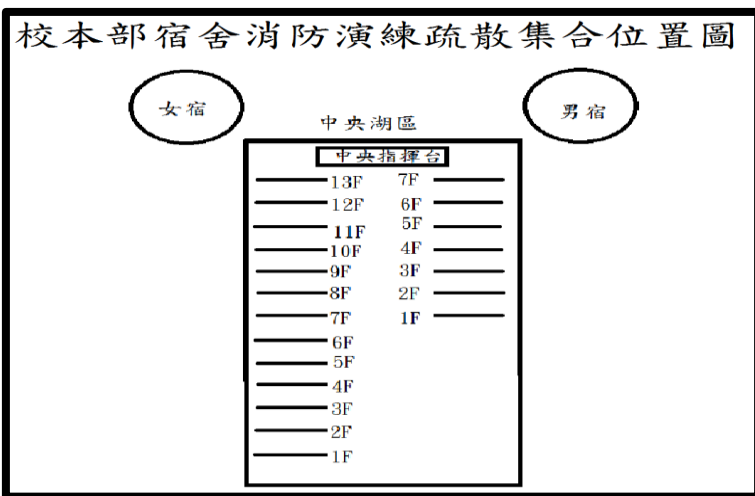 校本部宿舍消防演練疏散集合位置圖
女宿
男宿
中央湖區
中央指揮台
13F 7F
12F 6F
11F 5F
10F 4F
9F 3F
8F 2F
7F 1F
6F
5F
4F
3F
2F
1F